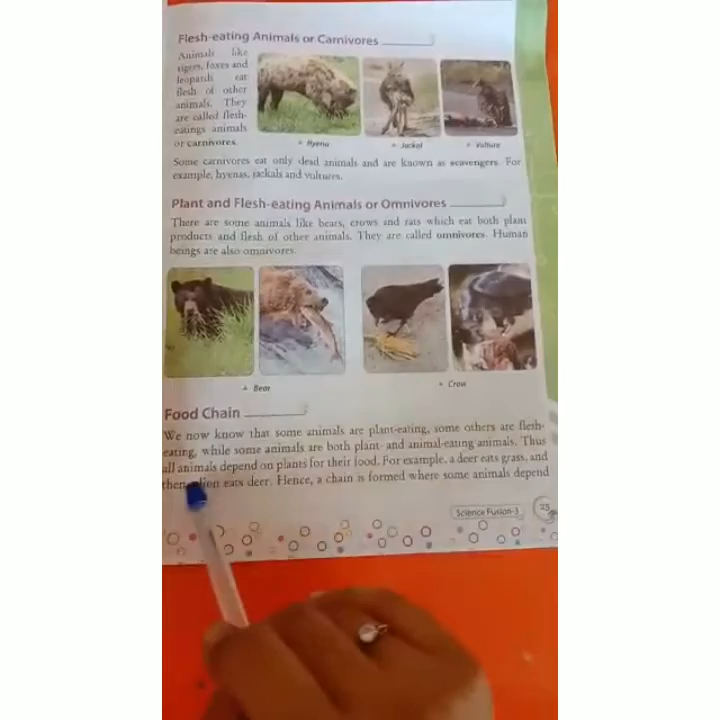 Flesh-eating Animals or Carnivores
Animals like
tigers, foxes and
leopards eat
flesh of other
animals. They
are called flesh-
eatings animals
or carnivores.
Hyena
Jackal
Vulture
Some carnivores eat only dead animals and are known as scavengers. For
example, hyenas, jackals and vultures.
Plant and Flesh-eating Animals or Omnivores
There are some animals like bears, crows and rats which eat both plant
products and flesh of other animals. They are called omnivores. Human
beings are also omnivores.
Bear
Crow
Food Chain
We now know that some animals are plant-eating, some others are flesh-
eating, while some animals are both plant- and animal-eating animals. Thus
all animals depend on plants for their food. For example, a deer eats grass, and
then lion eats deer. Hence, a chain is formed where some animals depend
Science Fusion-3
25